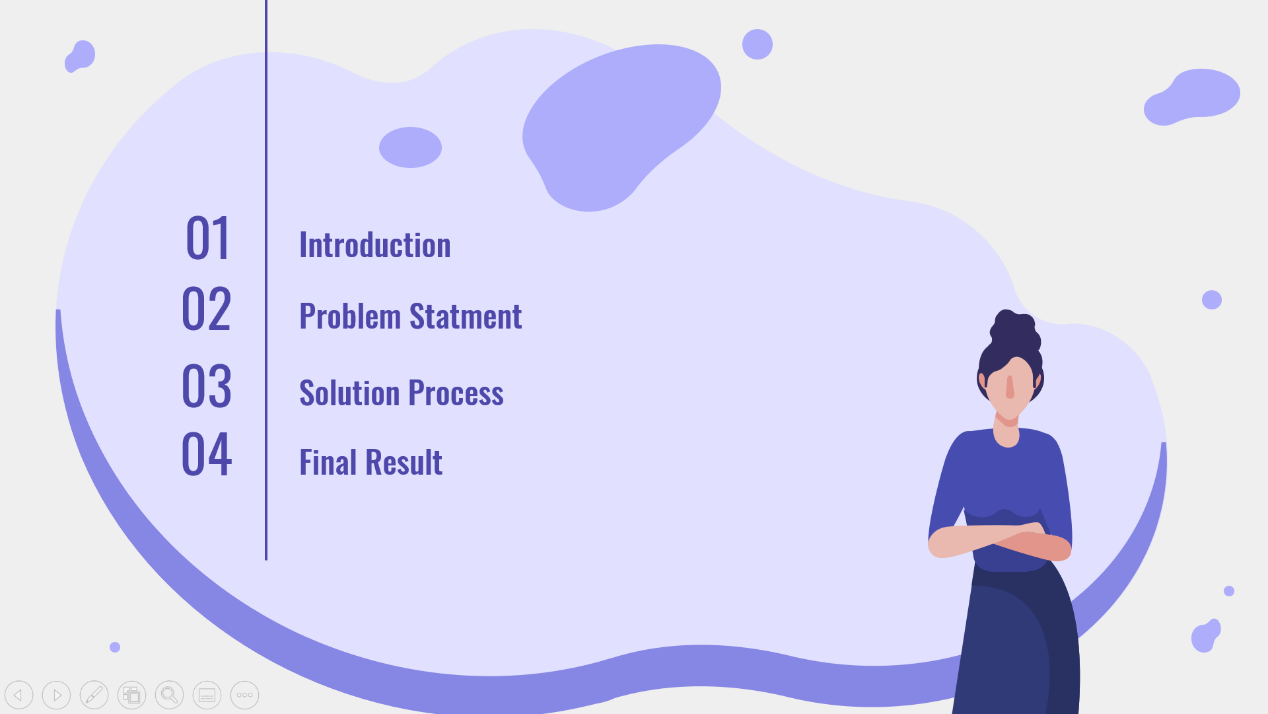 01 Introduction
02 Problem Statment
03 Solution Process
04 Final Result